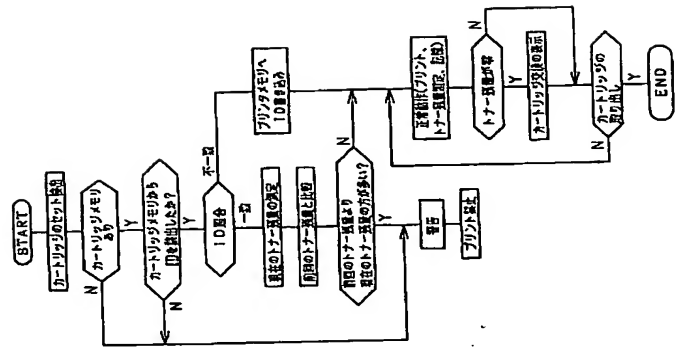 START
カートリッジのセット検出
カートリッジメモリ
あり
N
Y
カートリッジメモリから
IDを読出したか?
N
Y
ID照合
不一致
一致
プリンタメモリへ
ID書き込み
現在のトナー残量の測定
前回のトナー残量と比較
前回のトナー残量より
現在のトナー残量の方が多い?
N
Y
警告
プリント禁止
正常動作(プリント、
トナー残量測定、記憶)
トナー残量が零
N
Y
カートリッジ交換の表示
カートリッジの
取り出し
N
Y
END